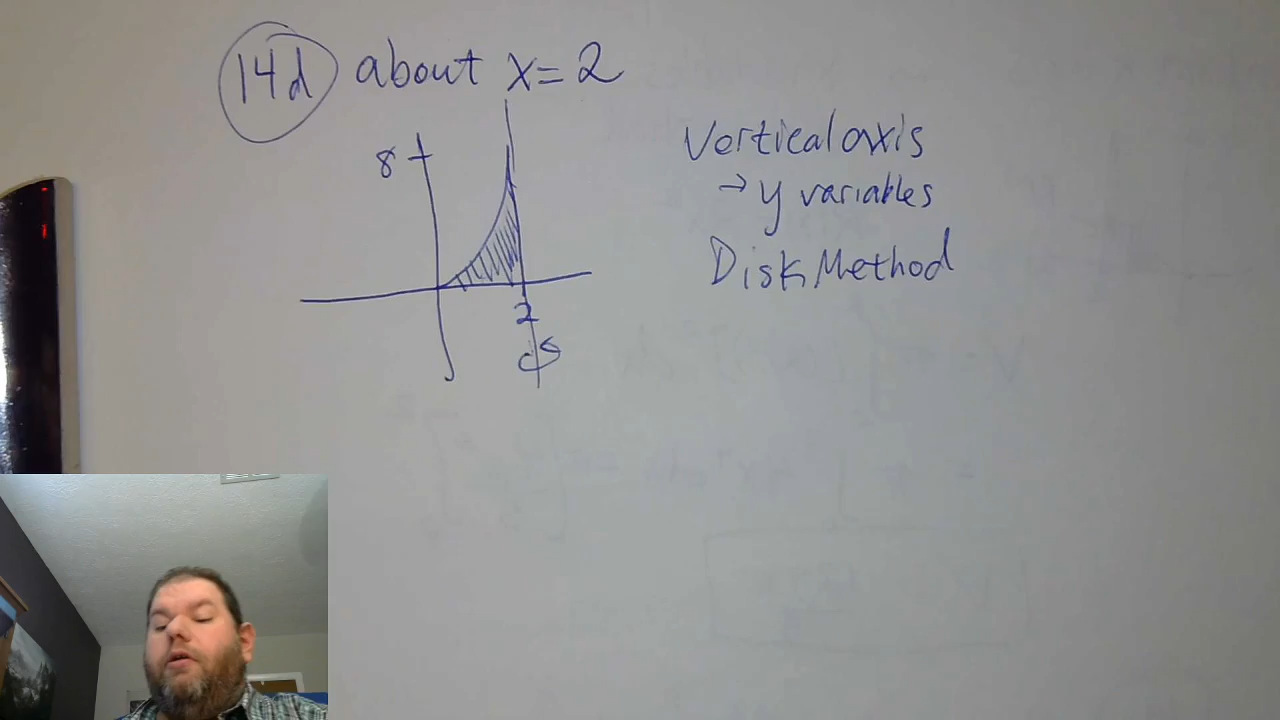 14d about x=2
Vertical axis
→ y variables
Disk Method
8
2